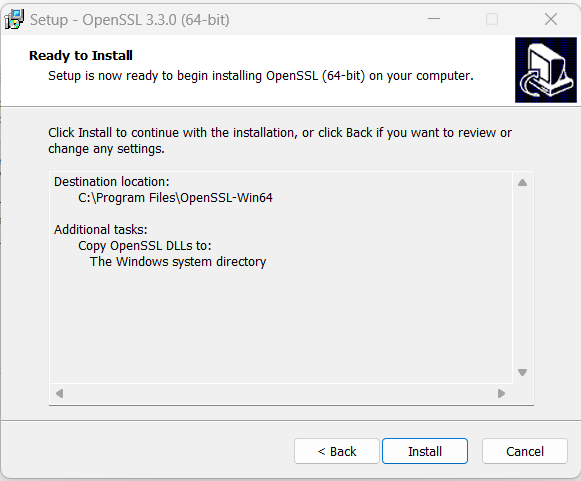 Setup - OpenSSL 3.3.0 (64-bit)
Ready to Install
Setup is now ready to begin installing OpenSSL (64-bit) on your computer.
Click Install to continue with the installation, or click Back if you want to review or
change any settings.
Destination location:
C:\Program Files\OpenSSL-Win64
Additional tasks:
Copy OpenSSL DLLs to:
The Windows system directory
< Back
Install
Cancel